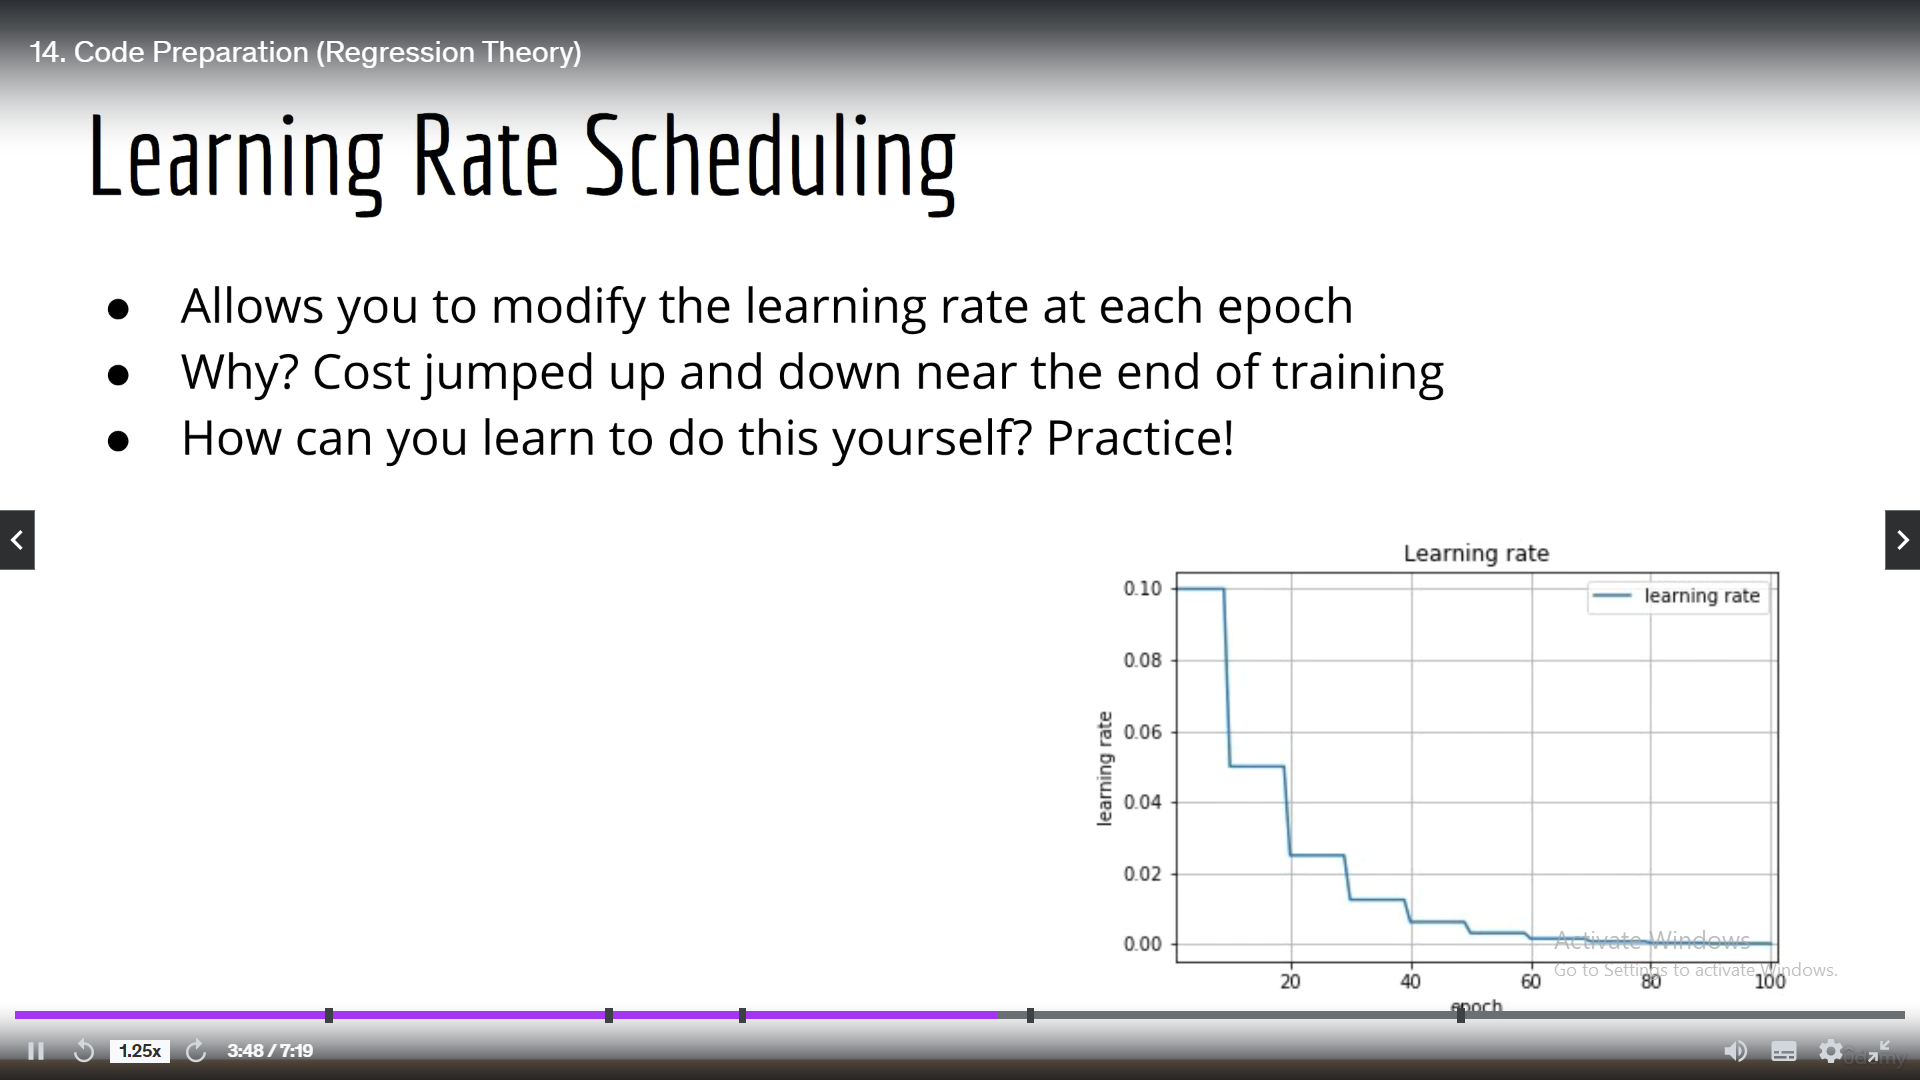 14. Code Preparation (Regression Theory)
Learning Rate Scheduling
● Allows you to modify the learning rate at each epoch
● Why? Cost jumped up and down near the end of training
● How can you learn to do this yourself? Practice!
Learning rate
learning rate
0.10
0.08
0.06
0.04
0.02
0.00
learning rate
20 40 60 80 100
epoch
Activate Windows
Go to Settings to activate Windows.
1.25x 3:48 / 7:19
udemy